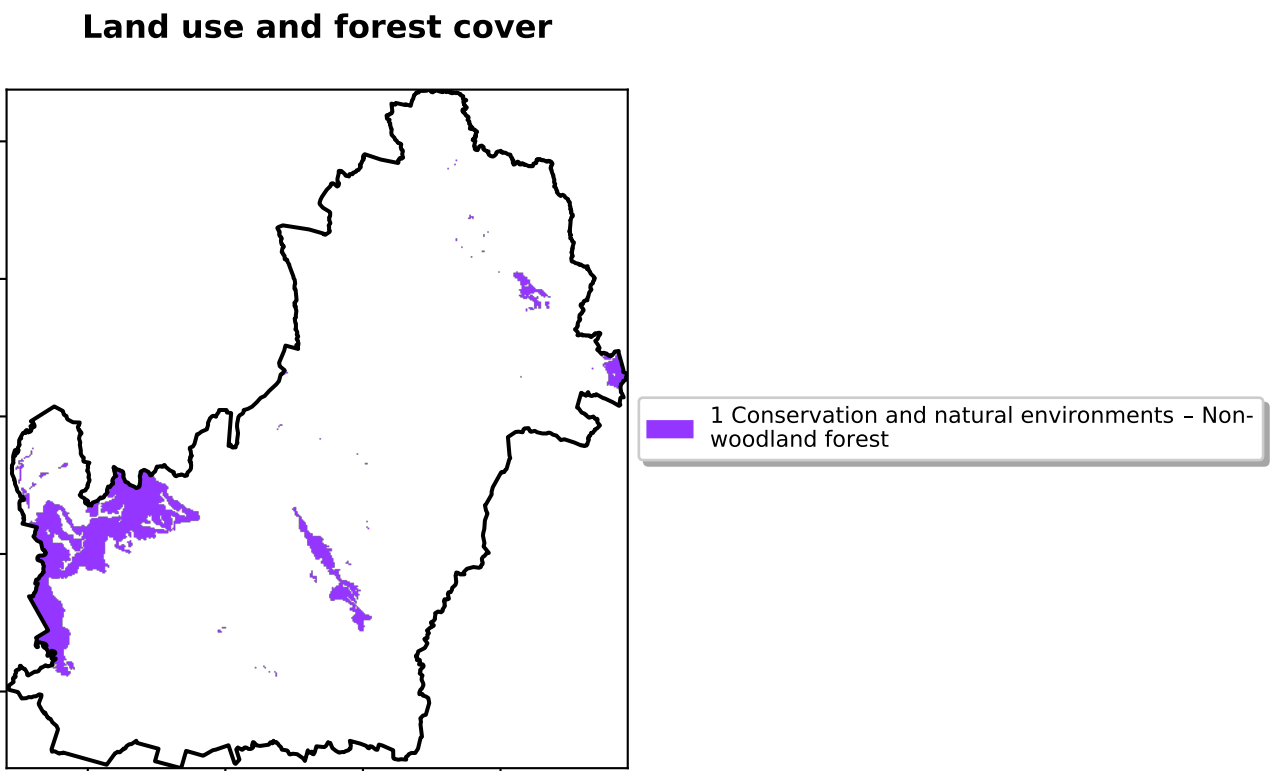 Land use and forest cover
1 Conservation and natural environments – Non-
woodland forest